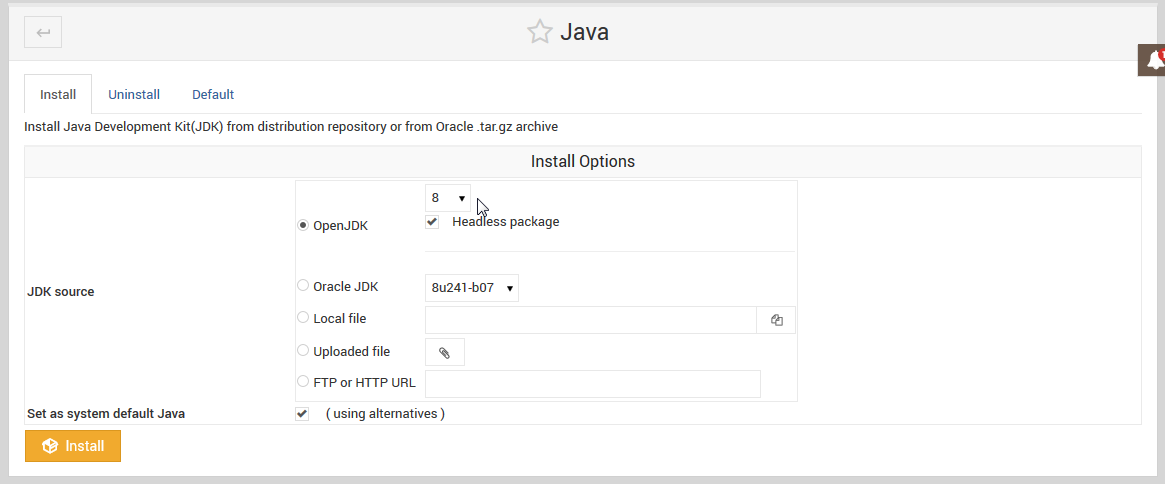 Java
Install Uninstall Default
Install Java Development Kit(JDK) from distribution repository or from Oracle .tar.gz archive
Install Options
JDK source
OpenJDK
8
Headless package
Oracle JDK 8u241-b07
Local file
Uploaded file
FTP or HTTP URL
Set as system default Java ( using alternatives )
Install